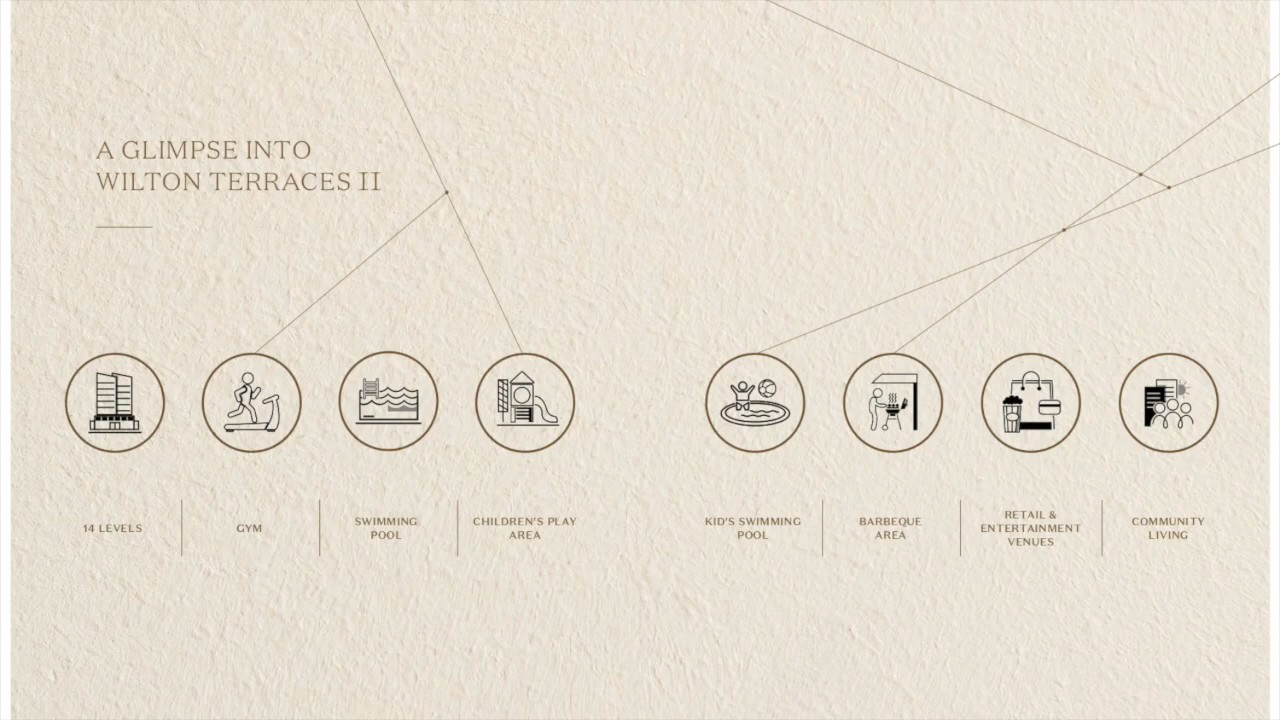 A GLIMPSE INTO
WILTON TERRACES II
14 LEVELS
GYM
SWIMMING
POOL
CHILDREN'S PLAY
AREA
KID'S SWIMMING
POOL
BARBEQUE
AREA
RETAIL &
ENTERTAINMENT
VENUES
COMMUNITY
LIVING